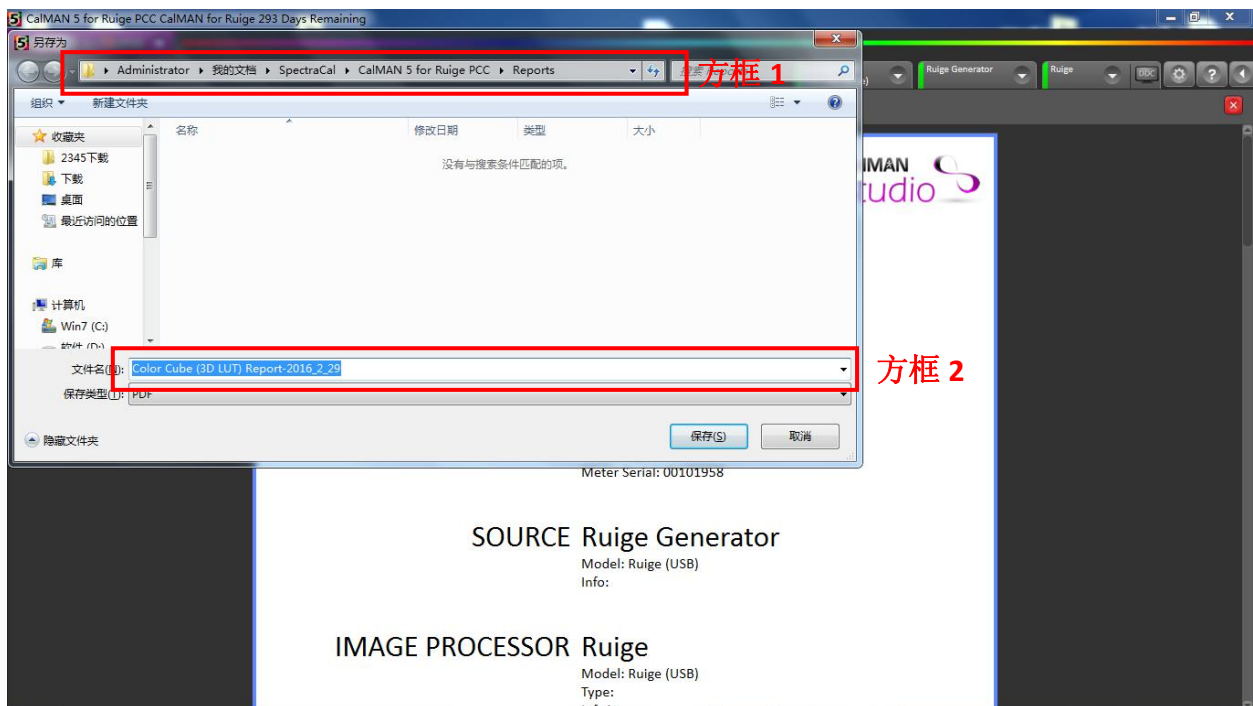 CalMAN 5 for Ruige PCC CalMAN for Ruige 293 Days Remaining
另存为
Administrator 我的文档 SpectraCal CalMAN 5 for Ruige PCC Reports
方框 1
Ruige Generator
Ruige
组织 新建文件夹
收藏夹
2345下载
下载
桌面
最近访问的位置
库
计算机
Win7 (C:)
软件 (D:)
名称 修改日期 类型 大小
没有与搜索条件匹配的项。
文件名(N): Color Cube (3D LUT) Report-2016_2_29
方框 2
保存类型(T): PDF
隐藏文件夹
保存(S) 取消
Meter Serial: 00101958
SOURCE Ruige Generator
Model: Ruige (USB)
Info:
IMAGE PROCESSOR Ruige
Model: Ruige (USB)
Type: